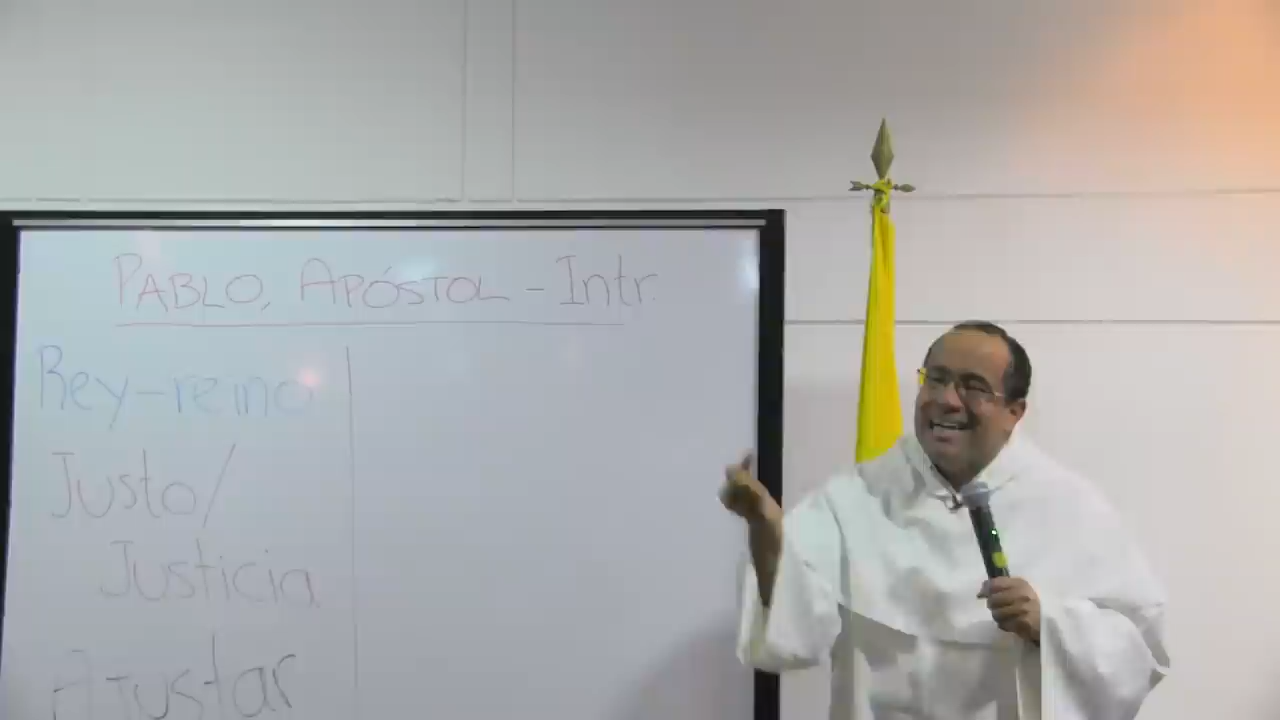 PABLO, APÓSTOL - Intr.
Rey-reino
Justo/
Justicia
Ajustar